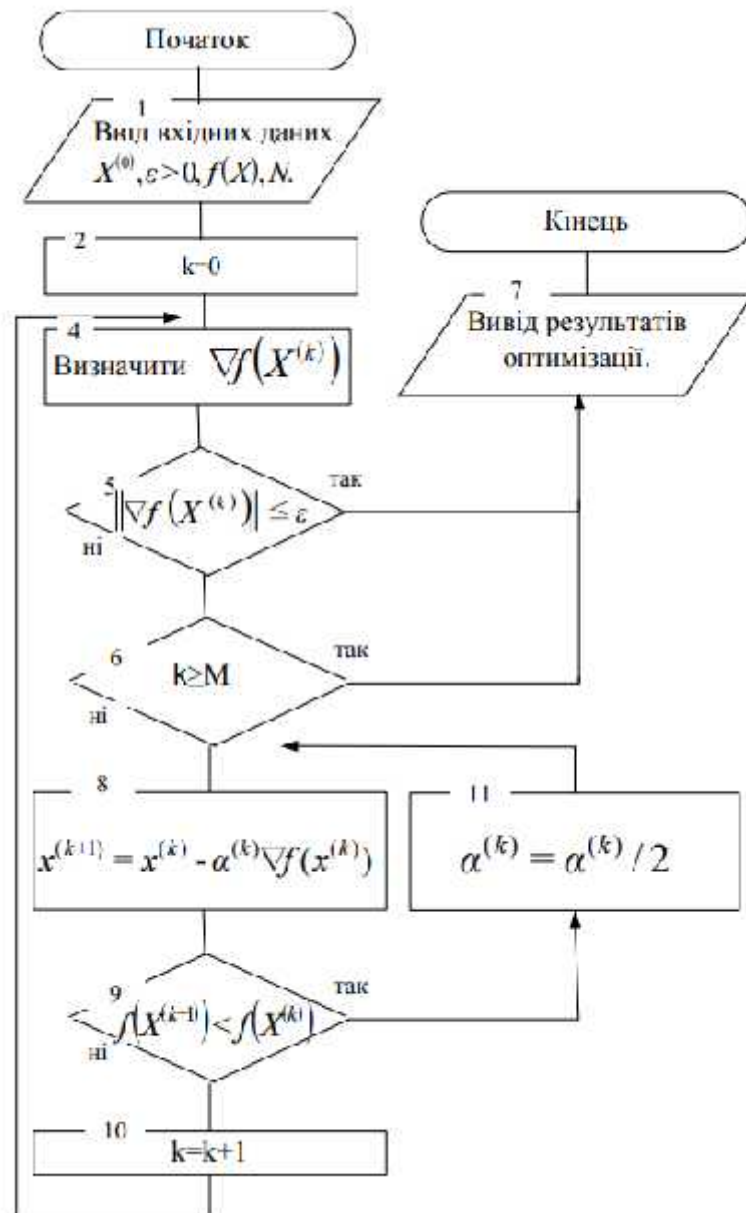 Початок
1
Ввід вхідних даних
X⁽⁰⁾, ε > 0, f(X), N.
2
k=0
4
Визначити ∇f(X⁽ᵏ⁾)
5
‖∇f(X⁽ᵏ⁾)‖ ≤ ε
так
ні
6
k≥M
так
ні
8
x⁽ᵏ⁺¹⁾ = x⁽ᵏ⁾ - α⁽ᵏ⁾∇f(x⁽ᵏ⁾)
9
f(X⁽ᵏ⁺¹⁾) < f(X⁽ᵏ⁾)
так
ні
10
k=k+1
11
α⁽ᵏ⁾ = α⁽ᵏ⁾ / 2
7
Вивід результатів
оптимізації.
Кінець